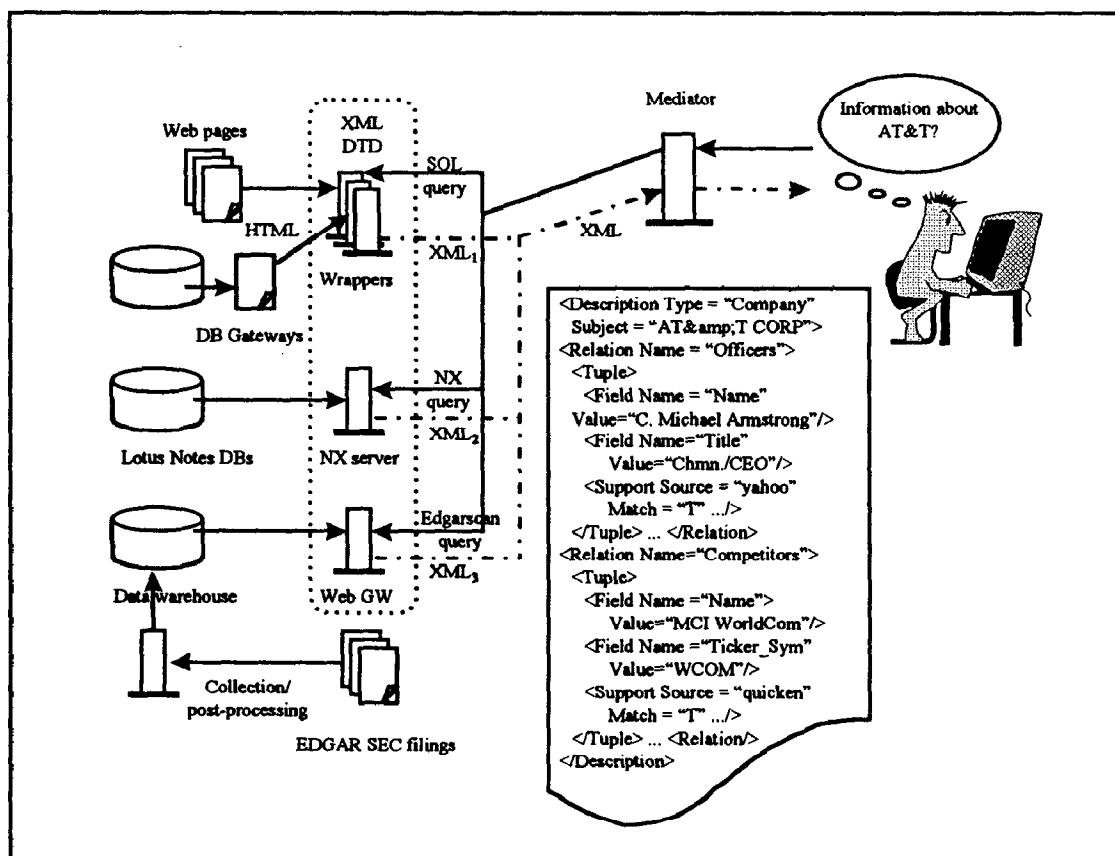 Information about
AT&T?
Mediator
Web pages
XML
DTD
SQL
query
HTML
XML
XML1
Wrappers
DB Gateways
NX
query
XML2
Lotus Notes DBs
NX server
Edgarscan
query
XML3
Data warehouse
Web GW
Collection/
post-processing
EDGAR SEC filings
<Description Type = “Company”
Subject = “AT&amp;T CORP”>
<Relation Name = “Officers”>
<Tuple>
<Field Name = “Name”
Value=“C. Michael Armstrong”/>
<Field Name=“Title”
Value=“Chmn./CEO”/>
<Support Source = “yahoo”
Match = “T” .../>
</Tuple> ... </Relation>
<Relation Name=“Competitors”>
<Tuple>
<Field Name =“Name”>
Value=“MCI WorldCom”/>
<Field Name =“Ticker_Sym”
Value=“WCOM”/>
<Support Source = “quicken”
Match = “T” .../>
</Tuple> ... <Relation/>
</Description>